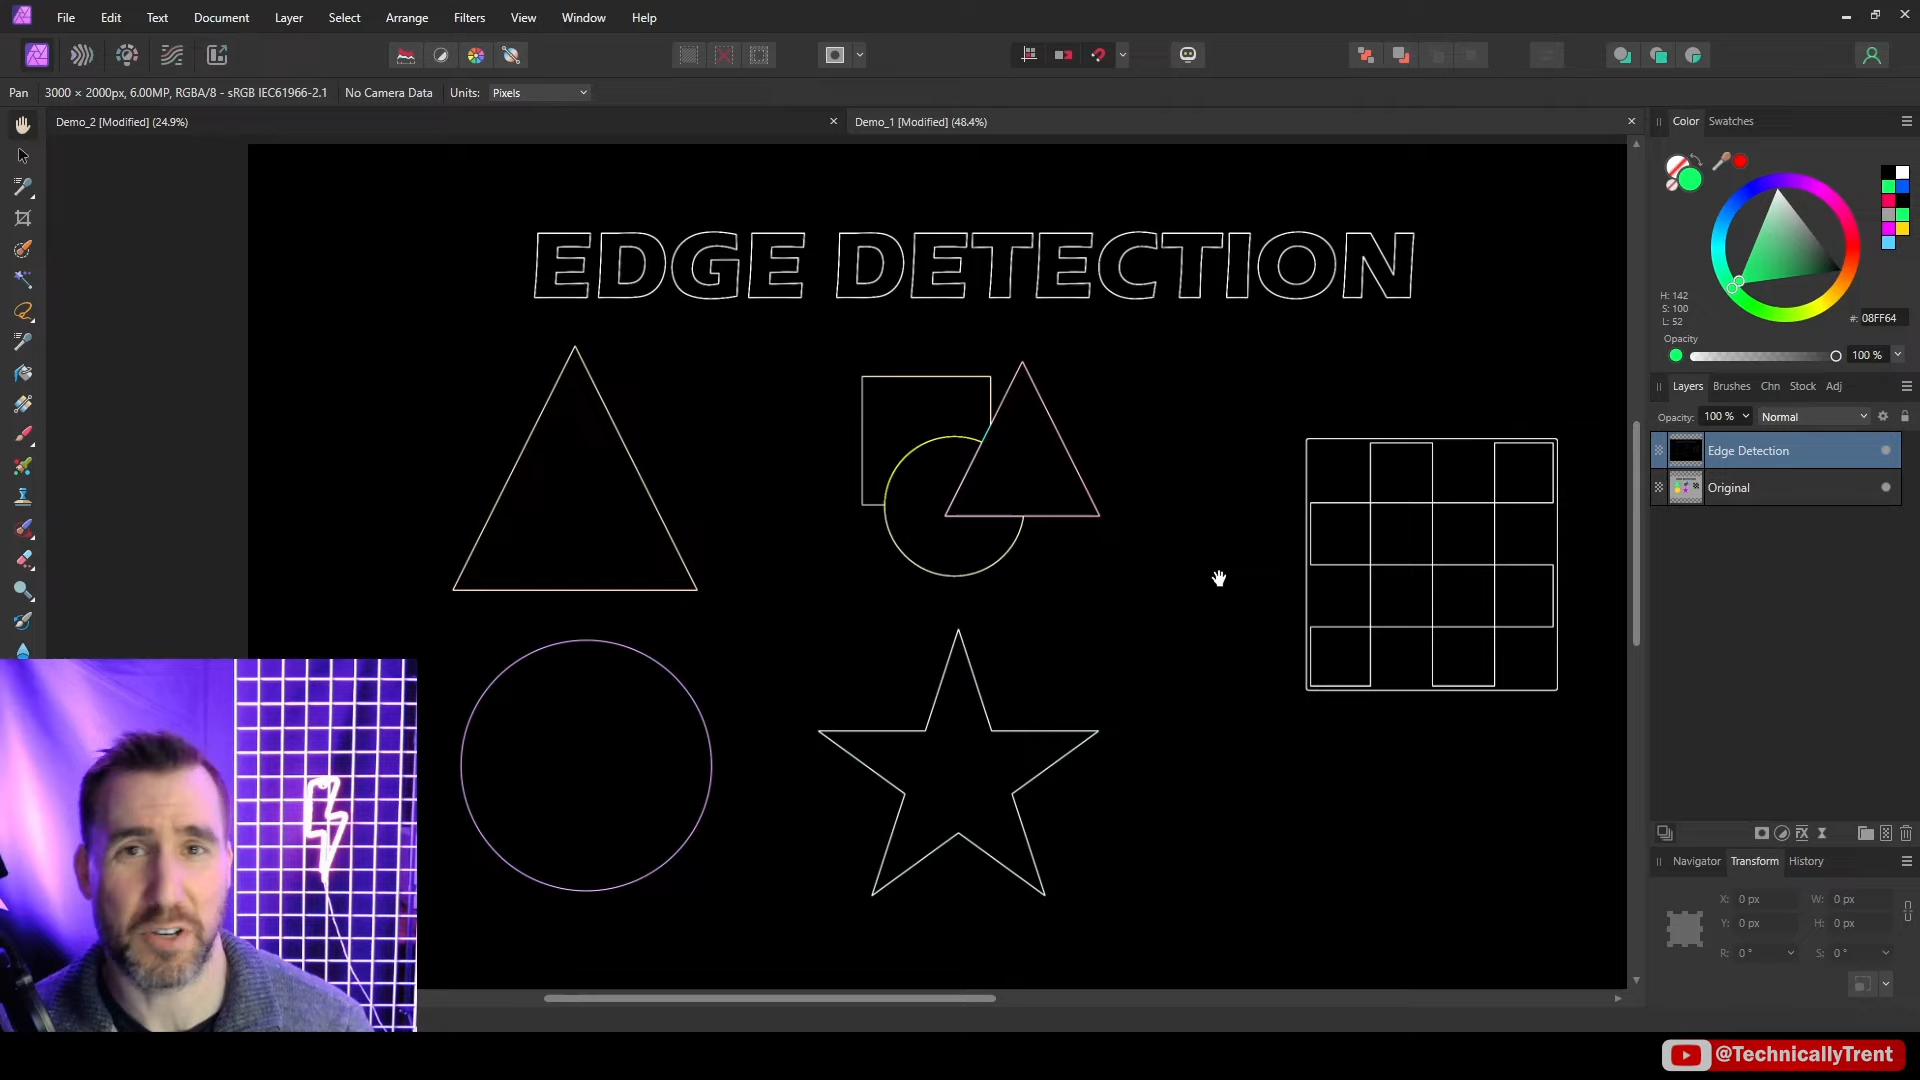 File Edit Text Document Layer Select Arrange Filters View Window Help
Pan 3000 × 2000px, 6.00MP, RGBA/8 - sRGB IEC61966-2.1 No Camera Data Units: Pixels
Demo_2 [Modified] (24.9%)
Demo_1 [Modified] (48.4%)
EDGE DETECTION
Color Swatches
H: 142
S: 100
L: 52
#: 08FF64
Opacity
100 %
Layers Brushes Chn Stock Adj
Opacity: 100 % Normal
Edge Detection
Original
Navigator Transform History
X: 0 px W: 0 px
Y: 0 px H: 0 px
R: 0 ° S: 0 °
@TechnicallyTrent